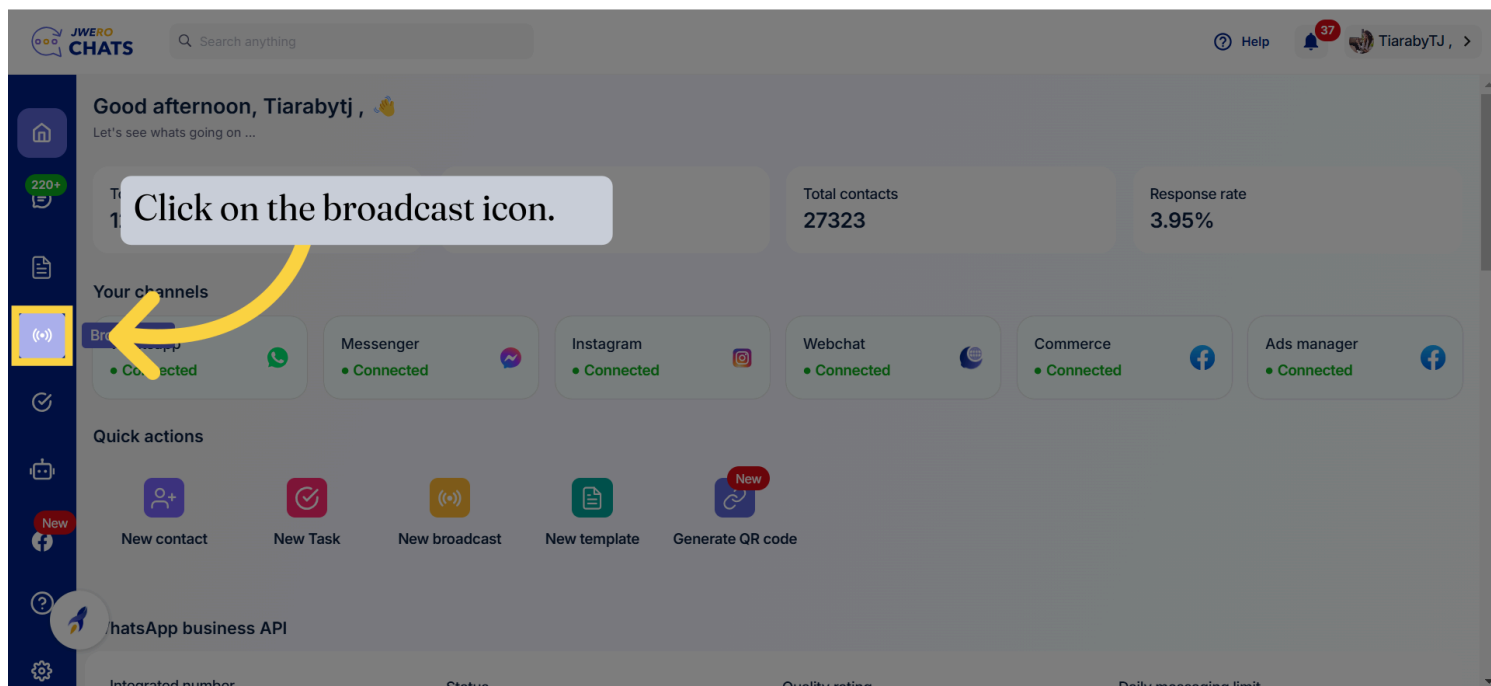 JWERO
CHATS
Search anything
Help
37
TiarabyTJ ,
Good afternoon, Tiarabytj , 👋
Let's see whats going on ...
220+
Click on the broadcast icon.
Total contacts
27323
Response rate
3.95%
Your channels
Messenger
Connected
Instagram
Connected
Webchat
Connected
Commerce
Connected
Ads manager
Connected
Quick actions
New
New contact
New Task
New broadcast
New template
Generate QR code
New
business API